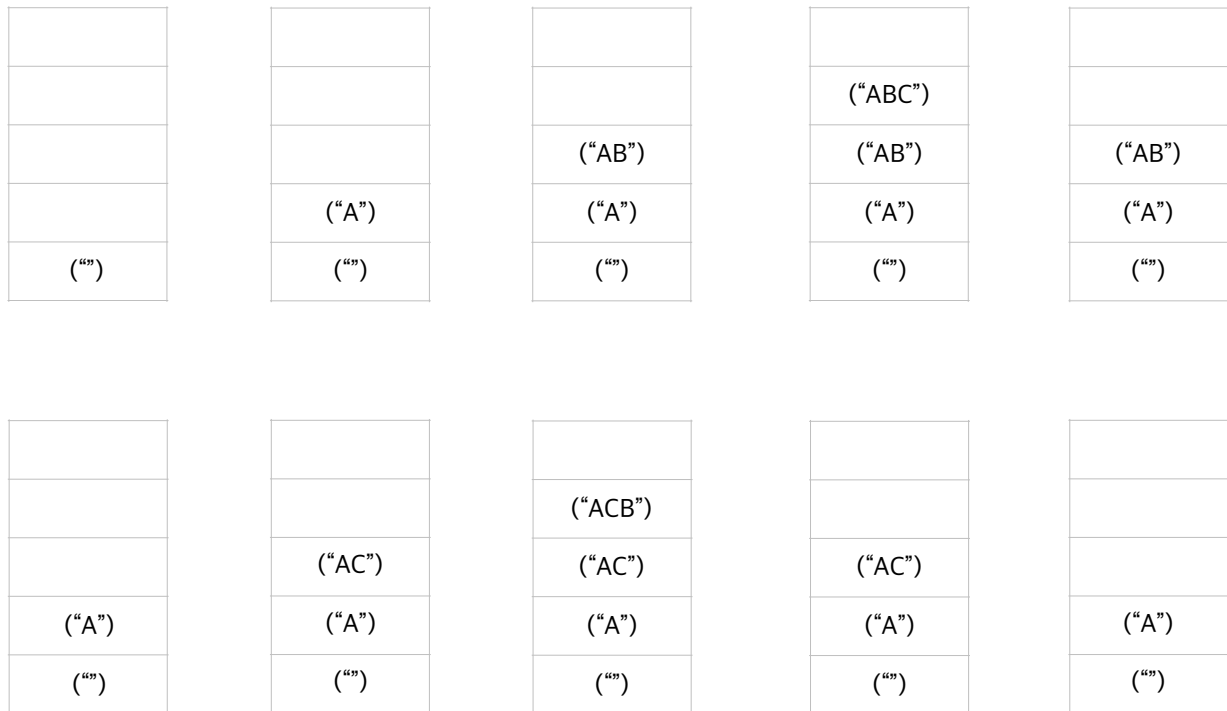 (“ABC”)
(“AB”) (“AB”) (“AB”)
(“A”) (“A”) (“A”) (“A”)
(“”) (“”) (“”) (“”) (“”)
(“ACB”)
(“AC”) (“AC”) (“AC”)
(“A”) (“A”) (“A”) (“A”) (“A”)
(“”) (“”) (“”) (“”) (“”)